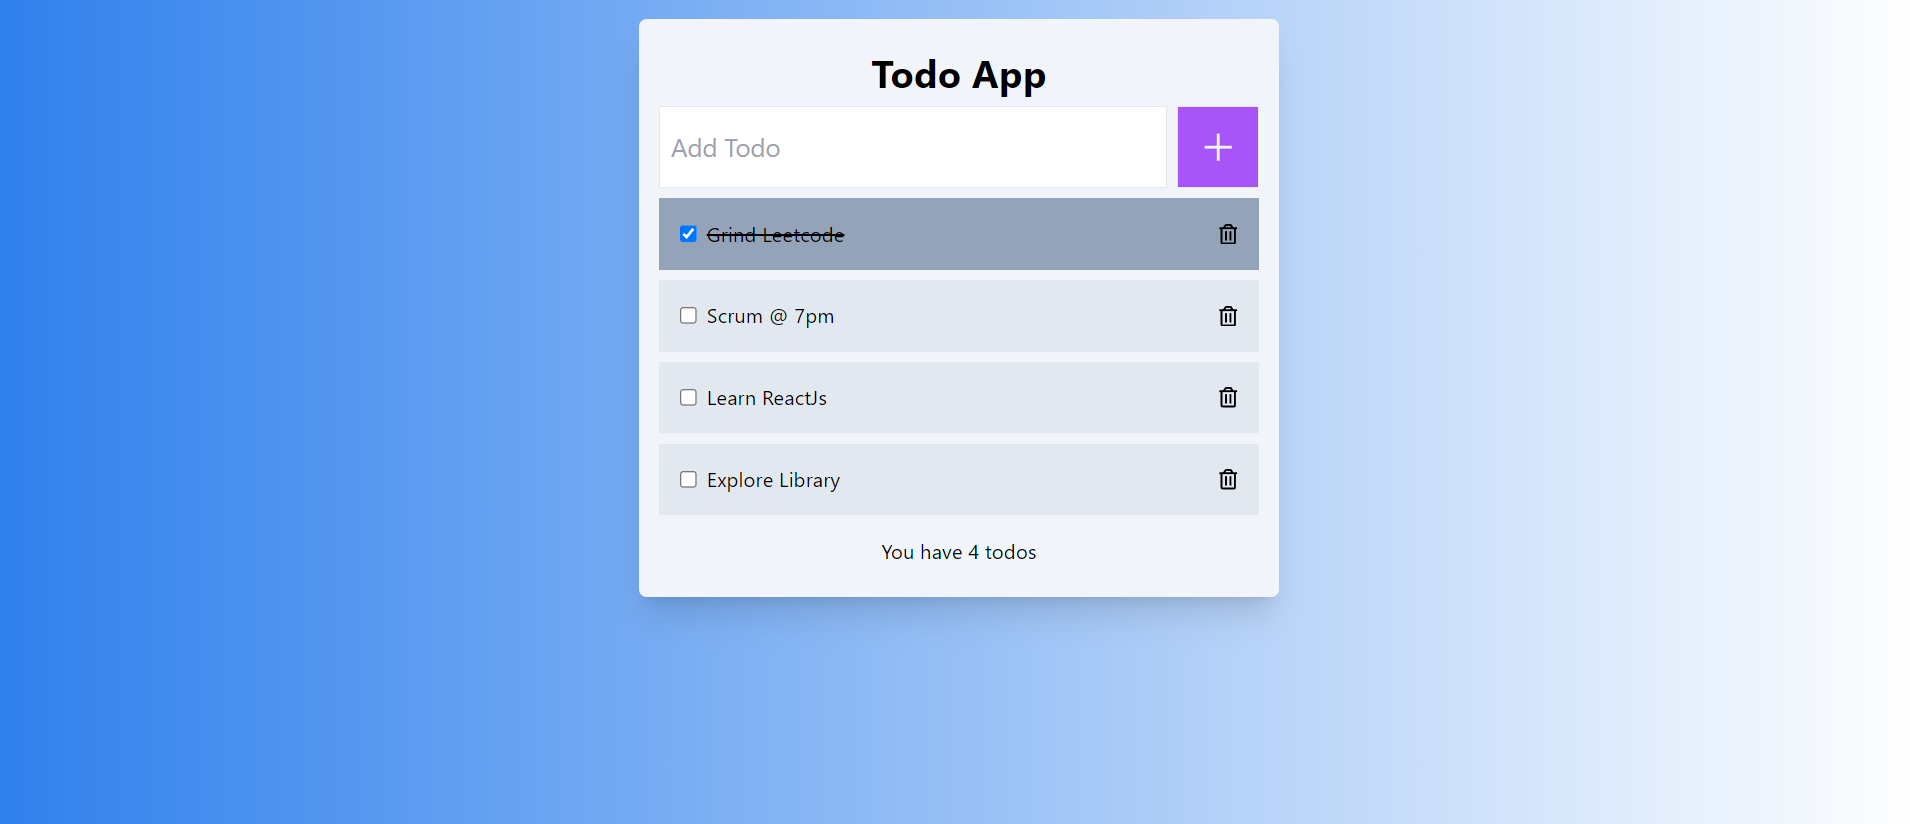 Todo App
Add Todo
Grind Leetcode
Scrum @ 7pm
Learn ReactJs
Explore Library
You have 4 todos